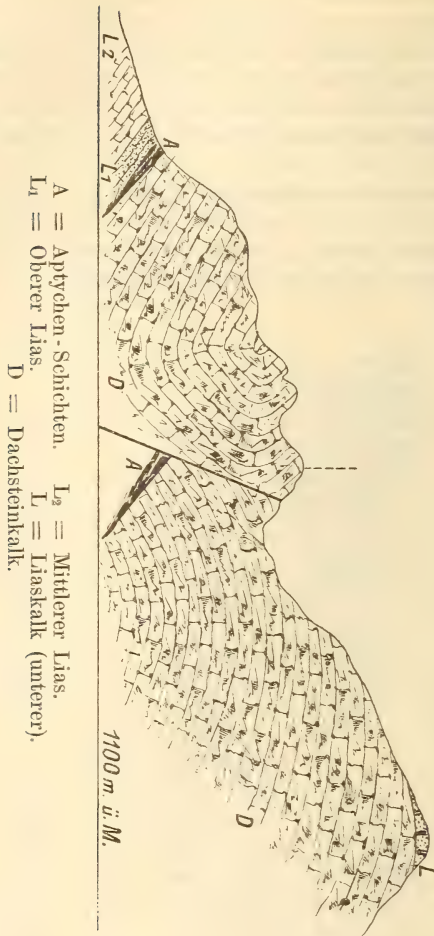 L2
L1
A
D
A
D
L
1100 m. ü. M.
A = Aptychen-Schichten. L₂ = Mittlerer Lias.
L₁ = Oberer Lias. L = Liaskalk (unterer).
D = Dachsteinkalk.